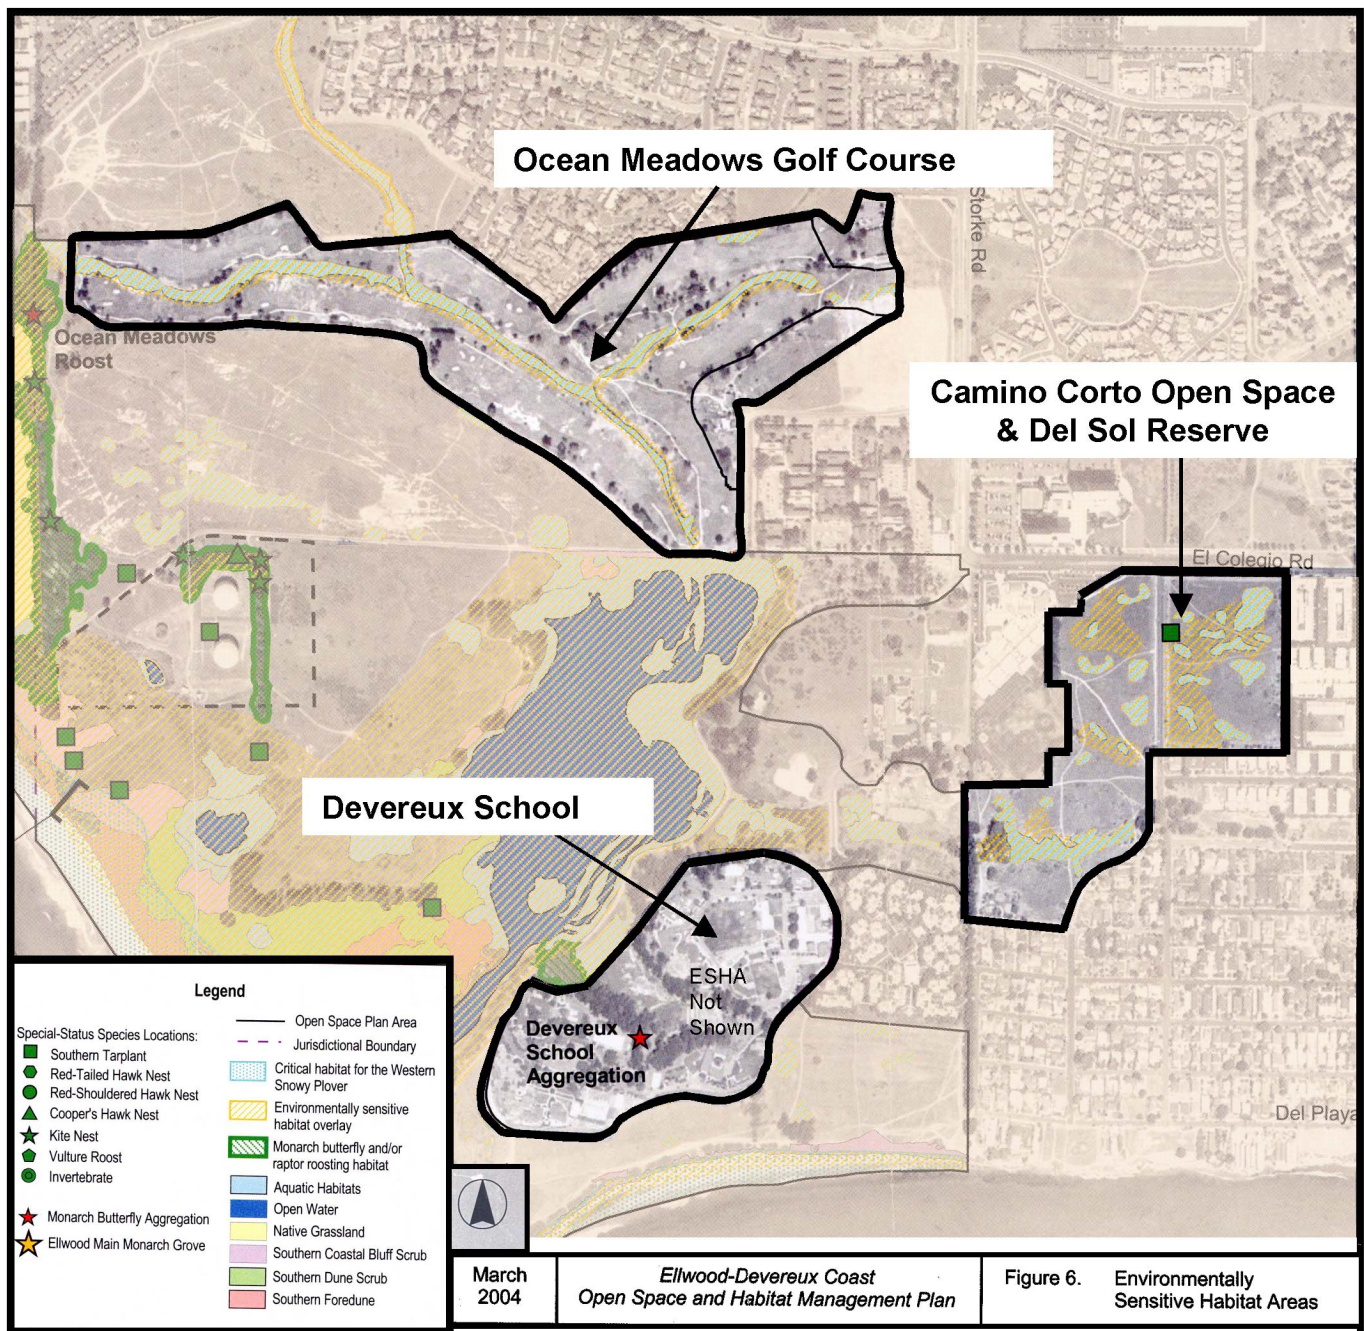 Ocean Meadows Golf Course
Storke Rd
Ocean Meadows
Roost
Camino Corto Open Space
& Del Sol Reserve
El Colegio Rd
Devereux School
ESHA
Not
Shown
Devereux
School
Aggregation
Del Playa
Legend
Special-Status Species Locations:
Southern Tarplant
Red-Tailed Hawk Nest
Red-Shouldered Hawk Nest
Cooper's Hawk Nest
Kite Nest
Vulture Roost
Invertebrate
Monarch Butterfly Aggregation
Ellwood Main Monarch Grove
Open Space Plan Area
Jurisdictional Boundary
Critical habitat for the Western
Snowy Plover
Environmentally sensitive
habitat overlay
Monarch butterfly and/or
raptor roosting habitat
Aquatic Habitats
Open Water
Native Grassland
Southern Coastal Bluff Scrub
Southern Dune Scrub
Southern Foredune
March
2004
Ellwood-Devereux Coast
Open Space and Habitat Management Plan
Figure 6. Environmentally
Sensitive Habitat Areas